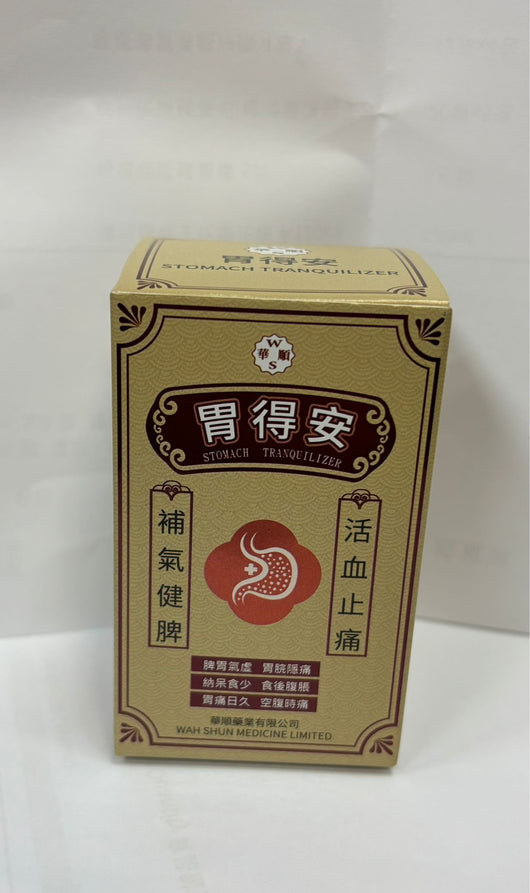 胃得安
STOMACH TRANQUILIZER
W
華 順
S
胃得安
STOMACH TRANQUILIZER
補氣健脾
活血止痛
脾胃氣虛 胃脘隱痛
納呆食少 食後腹脹
胃痛日久 空腹時痛
華順藥業有限公司
WAH SHUN MEDICINE LIMITED